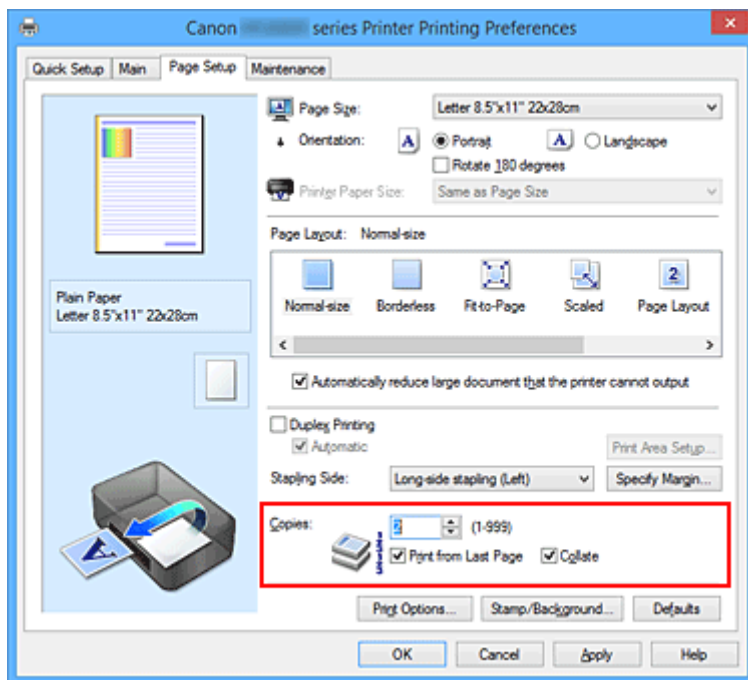 Canon series Printer Printing Preferences
Quick Setup Main Page Setup Maintenance
Page Size: Letter 8.5"x11" 22x28cm
Orientation: A Portrait A Landscape
Rotate 180 degrees
Printer Paper Size: Same as Page Size
Page Layout: Normal-size
2
Normal-size Borderless Fit-to-Page Scaled Page Layout
Plain Paper
Letter 8.5"x11" 22x28cm
Automatically reduce large document that the printer cannot output
Duplex Printing
Automatic
Print Area Setup...
Stapling Side: Long-side stapling (Left) Specify Margin...
Copies: 2 (1-999)
Print from Last Page Collate
A
Print Options... Stamp/Background... Defaults
OK Cancel Apply Help